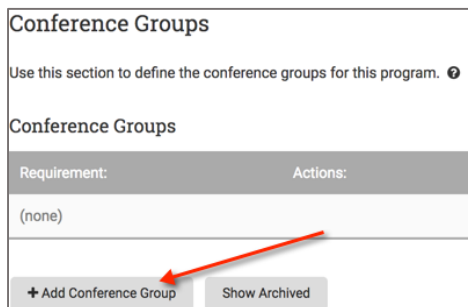 Conference Groups
Use this section to define the conference groups for this program. ?
Conference Groups
Requirement: Actions:
(none)
+ Add Conference Group Show Archived